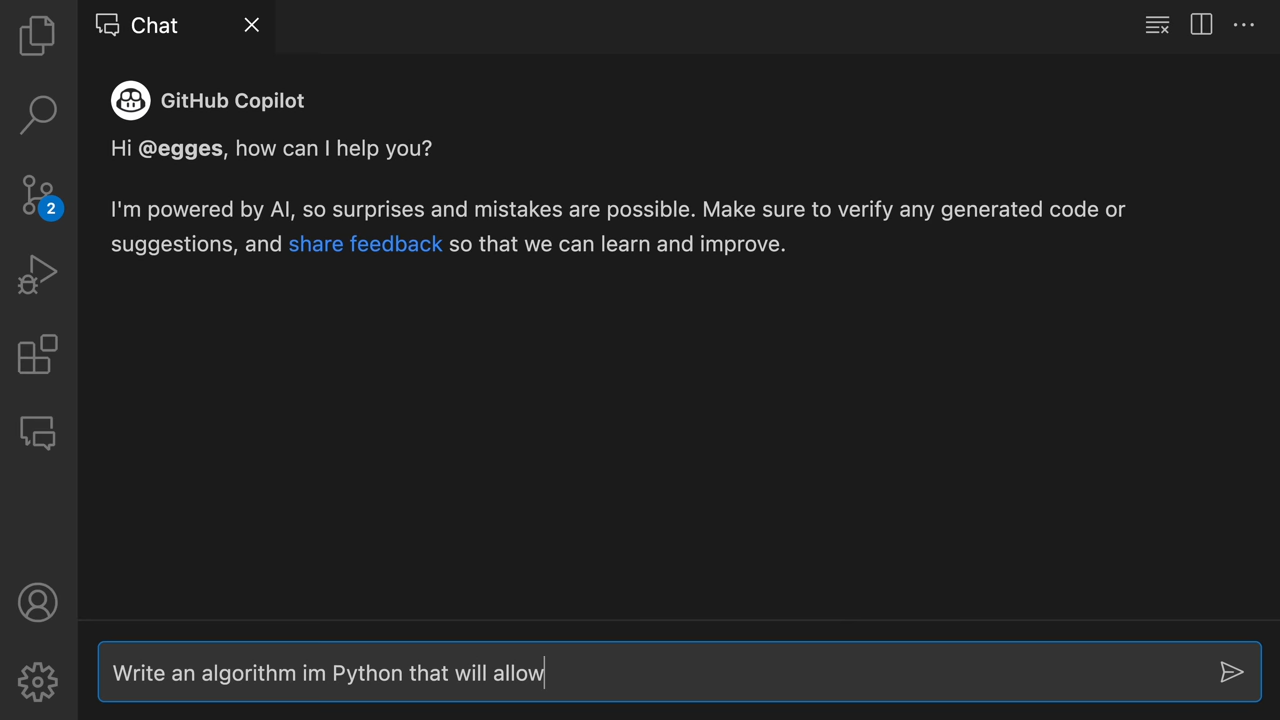 Chat
GitHub Copilot
Hi @egges, how can I help you?
I'm powered by AI, so surprises and mistakes are possible. Make sure to verify any generated code or
suggestions, and share feedback so that we can learn and improve.
2
Write an algorithm im Python that will allow